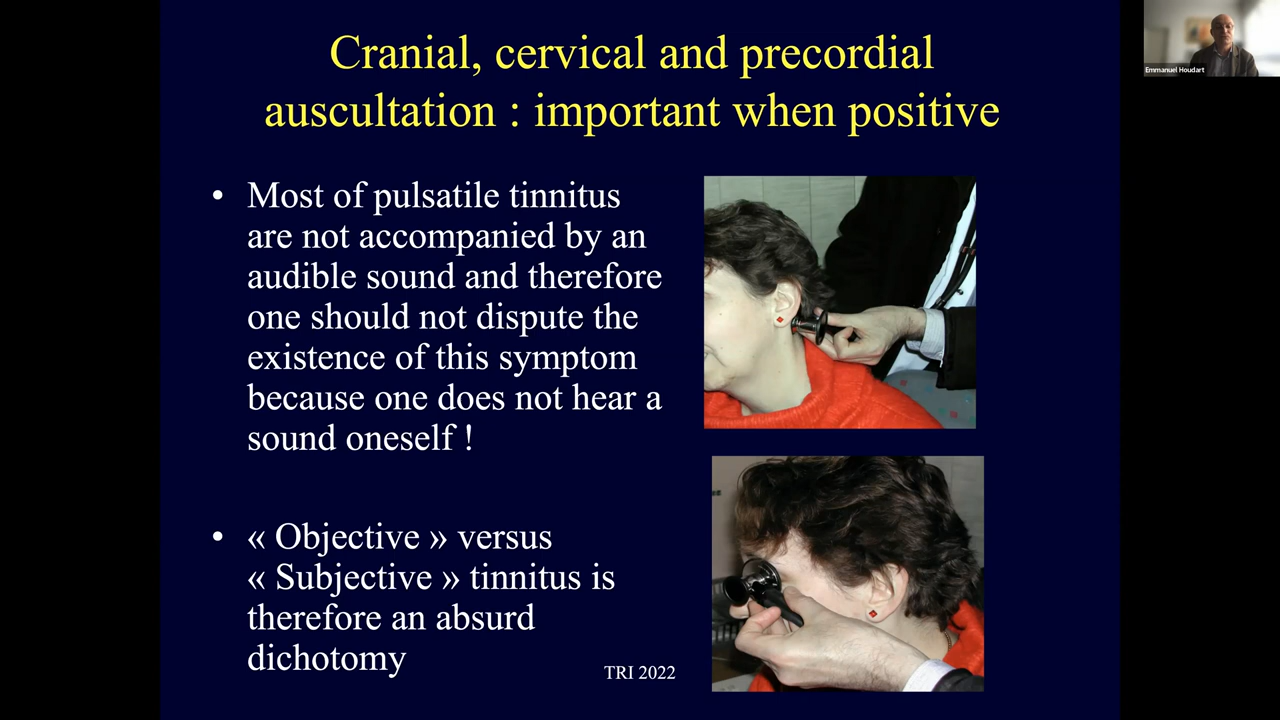 Cranial, cervical and precordial
auscultation : important when positive
Emmanuel Houdart
• Most of pulsatile tinnitus
are not accompanied by an
audible sound and therefore
one should not dispute the
existence of this symptom
because one does not hear a
sound oneself !
• « Objective » versus
« Subjective » tinnitus is
therefore an absurd
dichotomy
TRI 2022